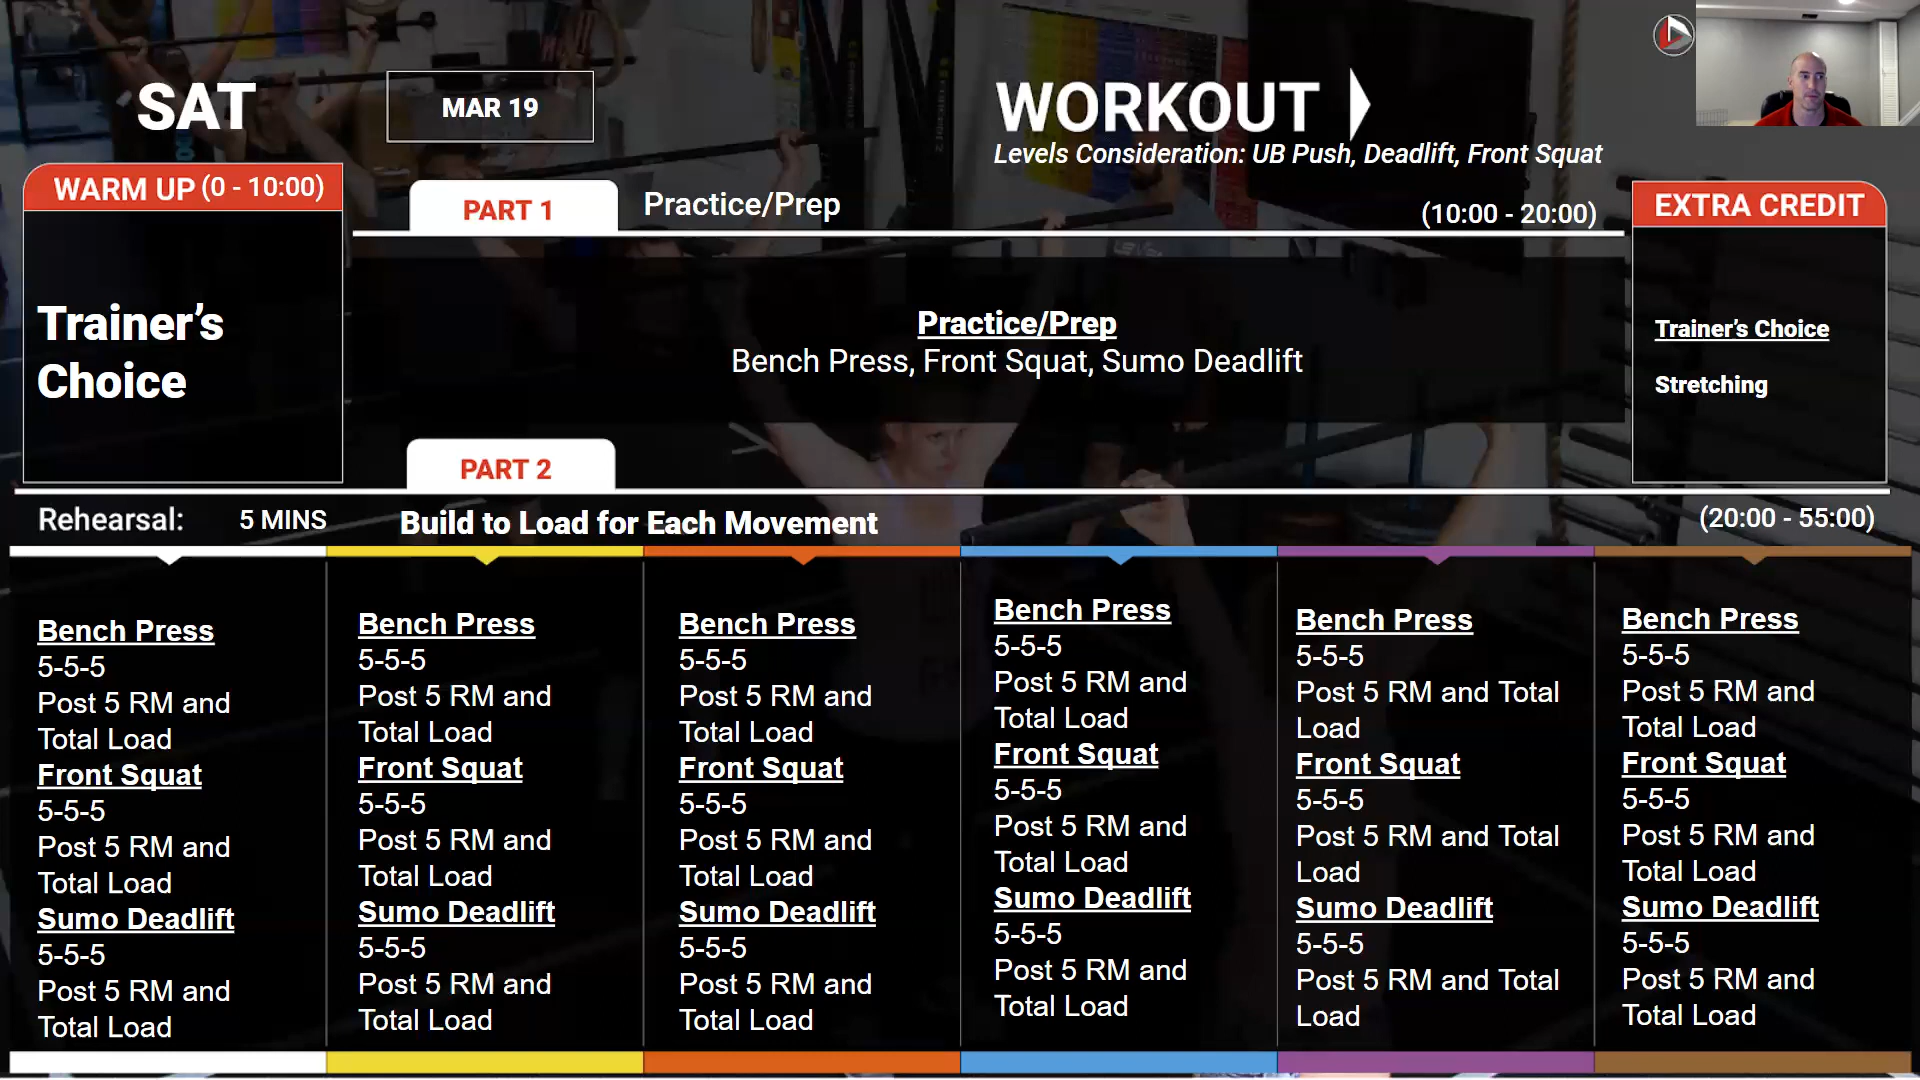 SAT
MAR 19
WORKOUT
Levels Consideration: UB Push, Deadlift, Front Squat
WARM UP (0 - 10:00)
Trainer’s
Choice
PART 1
Practice/Prep
(10:00 - 20:00)
Practice/Prep
Bench Press, Front Squat, Sumo Deadlift
EXTRA CREDIT
Trainer’s Choice
Stretching
PART 2
Rehearsal: 5 MINS
Build to Load for Each Movement
(20:00 - 55:00)
Bench Press
5-5-5
Post 5 RM and
Total Load
Front Squat
5-5-5
Post 5 RM and
Total Load
Sumo Deadlift
5-5-5
Post 5 RM and
Total Load
Bench Press
5-5-5
Post 5 RM and
Total Load
Front Squat
5-5-5
Post 5 RM and
Total Load
Sumo Deadlift
5-5-5
Post 5 RM and
Total Load
Bench Press
5-5-5
Post 5 RM and
Total Load
Front Squat
5-5-5
Post 5 RM and
Total Load
Sumo Deadlift
5-5-5
Post 5 RM and
Total Load
Bench Press
5-5-5
Post 5 RM and
Total Load
Front Squat
5-5-5
Post 5 RM and
Total Load
Sumo Deadlift
5-5-5
Post 5 RM and
Total Load
Bench Press
5-5-5
Post 5 RM and Total
Load
Front Squat
5-5-5
Post 5 RM and Total
Load
Sumo Deadlift
5-5-5
Post 5 RM and Total
Load
Bench Press
5-5-5
Post 5 RM and
Total Load
Front Squat
5-5-5
Post 5 RM and
Total Load
Sumo Deadlift
5-5-5
Post 5 RM and
Total Load